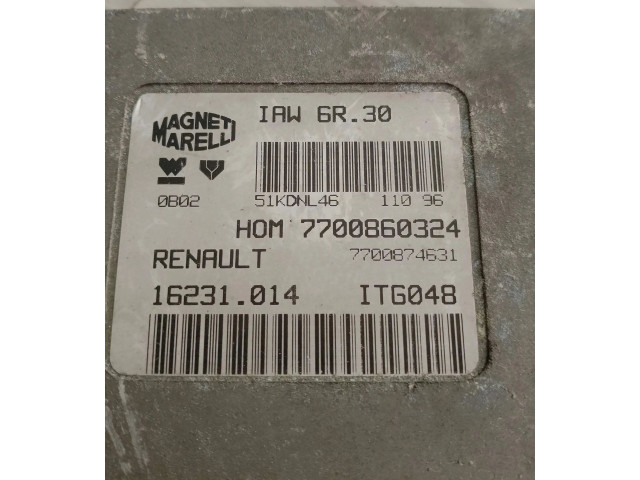 MAGNETI
MARELLI
IAW 6R.30
0B02
51KDNL46
110 96
HOM 7700860324
RENAULT
7700874631
16231.014
ITG048